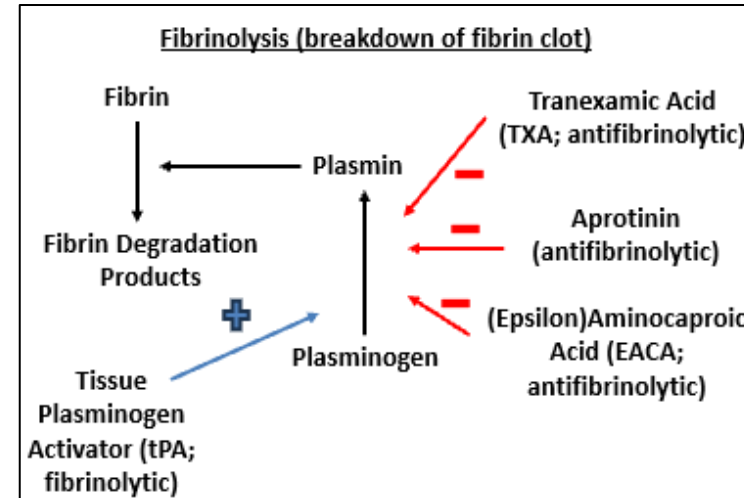 Fibrinolysis (breakdown of fibrin clot)
Fibrin
Plasmin
Fibrin Degradation
Products
Plasminogen
Tissue
Plasminogen
Activator (tPA;
fibrinolytic)
Tranexamic Acid
(TXA; antifibrinolytic)
Aprotinin
(antifibrinolytic)
(Epsilon)Aminocaproic
Acid (EACA;
antifibrinolytic)